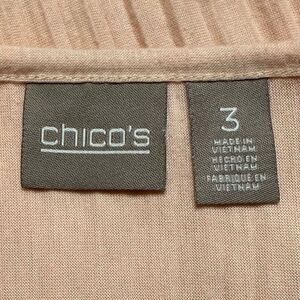 chico's
3
MADE IN
VIETNAM
HECHO EN
VIETNAM
FABRIQUÉ EN
VIETNAM